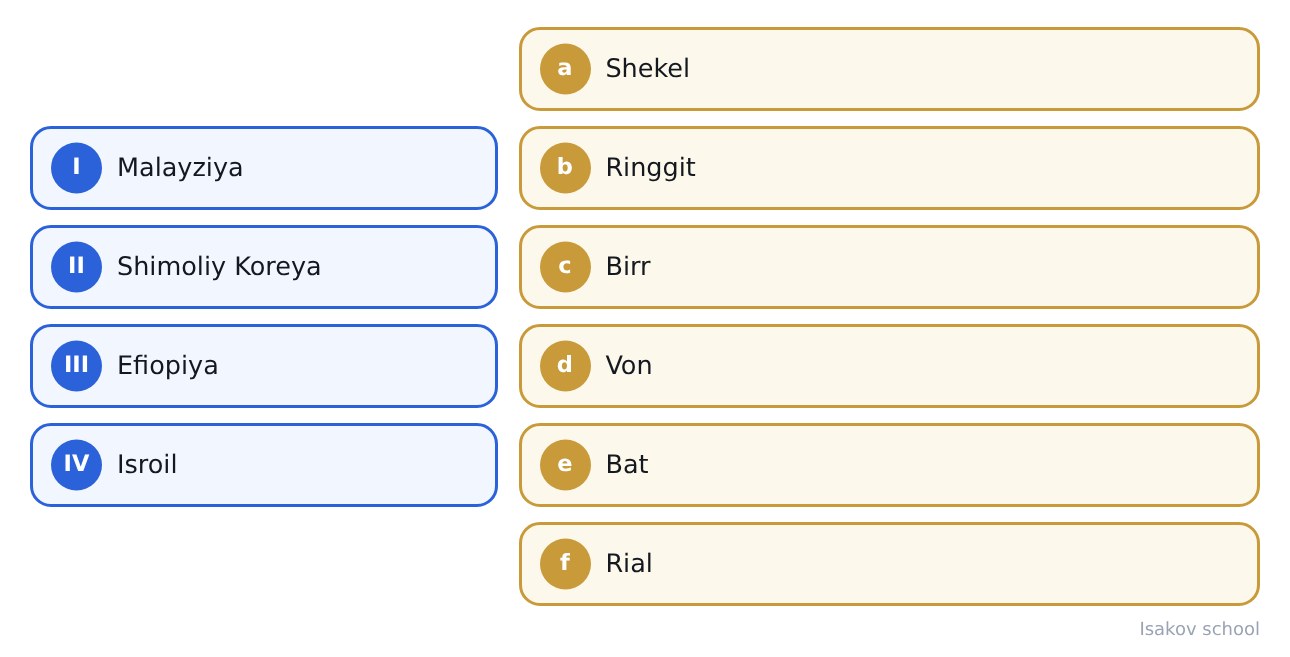 a Shekel
I Malayziya
b Ringgit
II Shimoliy Koreya
c Birr
III Efiopiya
d Von
IV Isroil
e Bat
f Rial
Isakov school